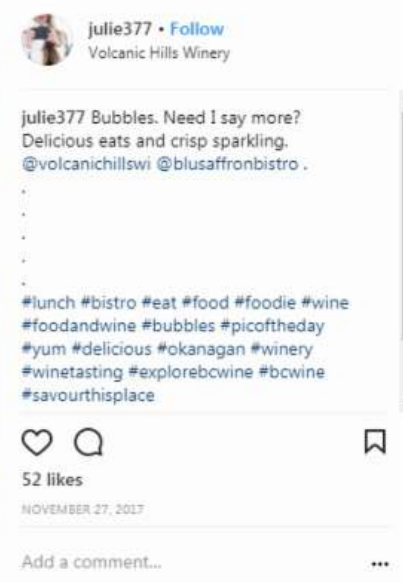 julie377 • Follow
Volcanic Hills Winery
julie377 Bubbles. Need I say more?
Delicious eats and crisp sparkling.
@volcanichillswi @blusaffronbistro .
.
.
.
.
.
#lunch #bistro #eat #food #foodie #wine
#foodandwine #bubbles #picoftheday
#yum #delicious #okanagan #winery
#winetasting #explorebcwine #bcwine
#savourthisplace
52 likes
NOVEMBER 27, 2017
Add a comment...